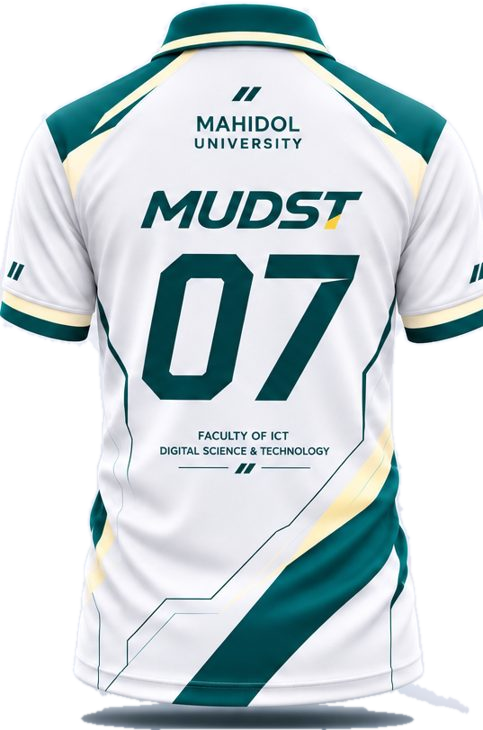 MAHIDOL
UNIVERSITY
MUDST
07
FACULTY OF ICT
DIGITAL SCIENCE & TECHNOLOGY